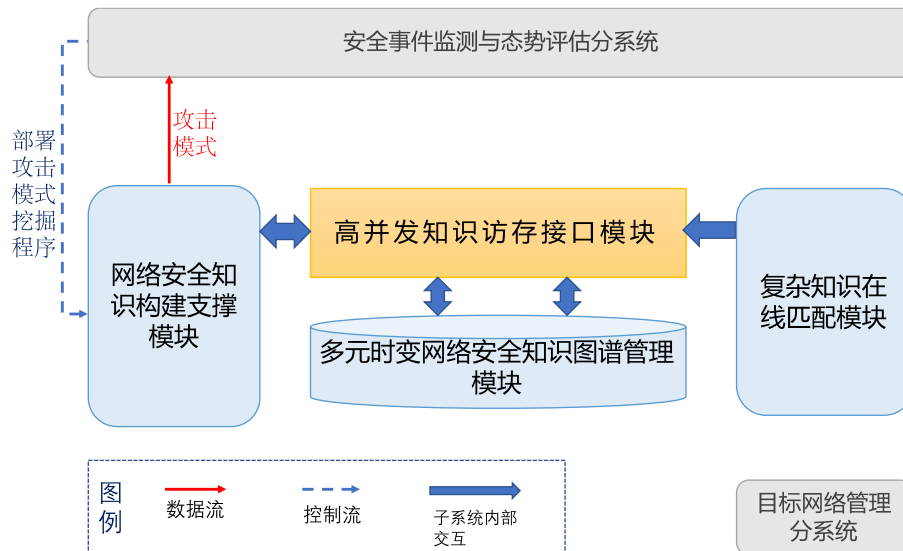 安全事件监测与态势评估分系统
攻击
模式
部署
攻击
模式
挖掘
程序
高并发知识访存接口模块
网络安全知
识构建支撑
模块
复杂知识在
线匹配模块
多元时变网络安全知识图谱管理
模块
图
例
数据流
控制流
子系统内部
交互
目标网络管理
分系统